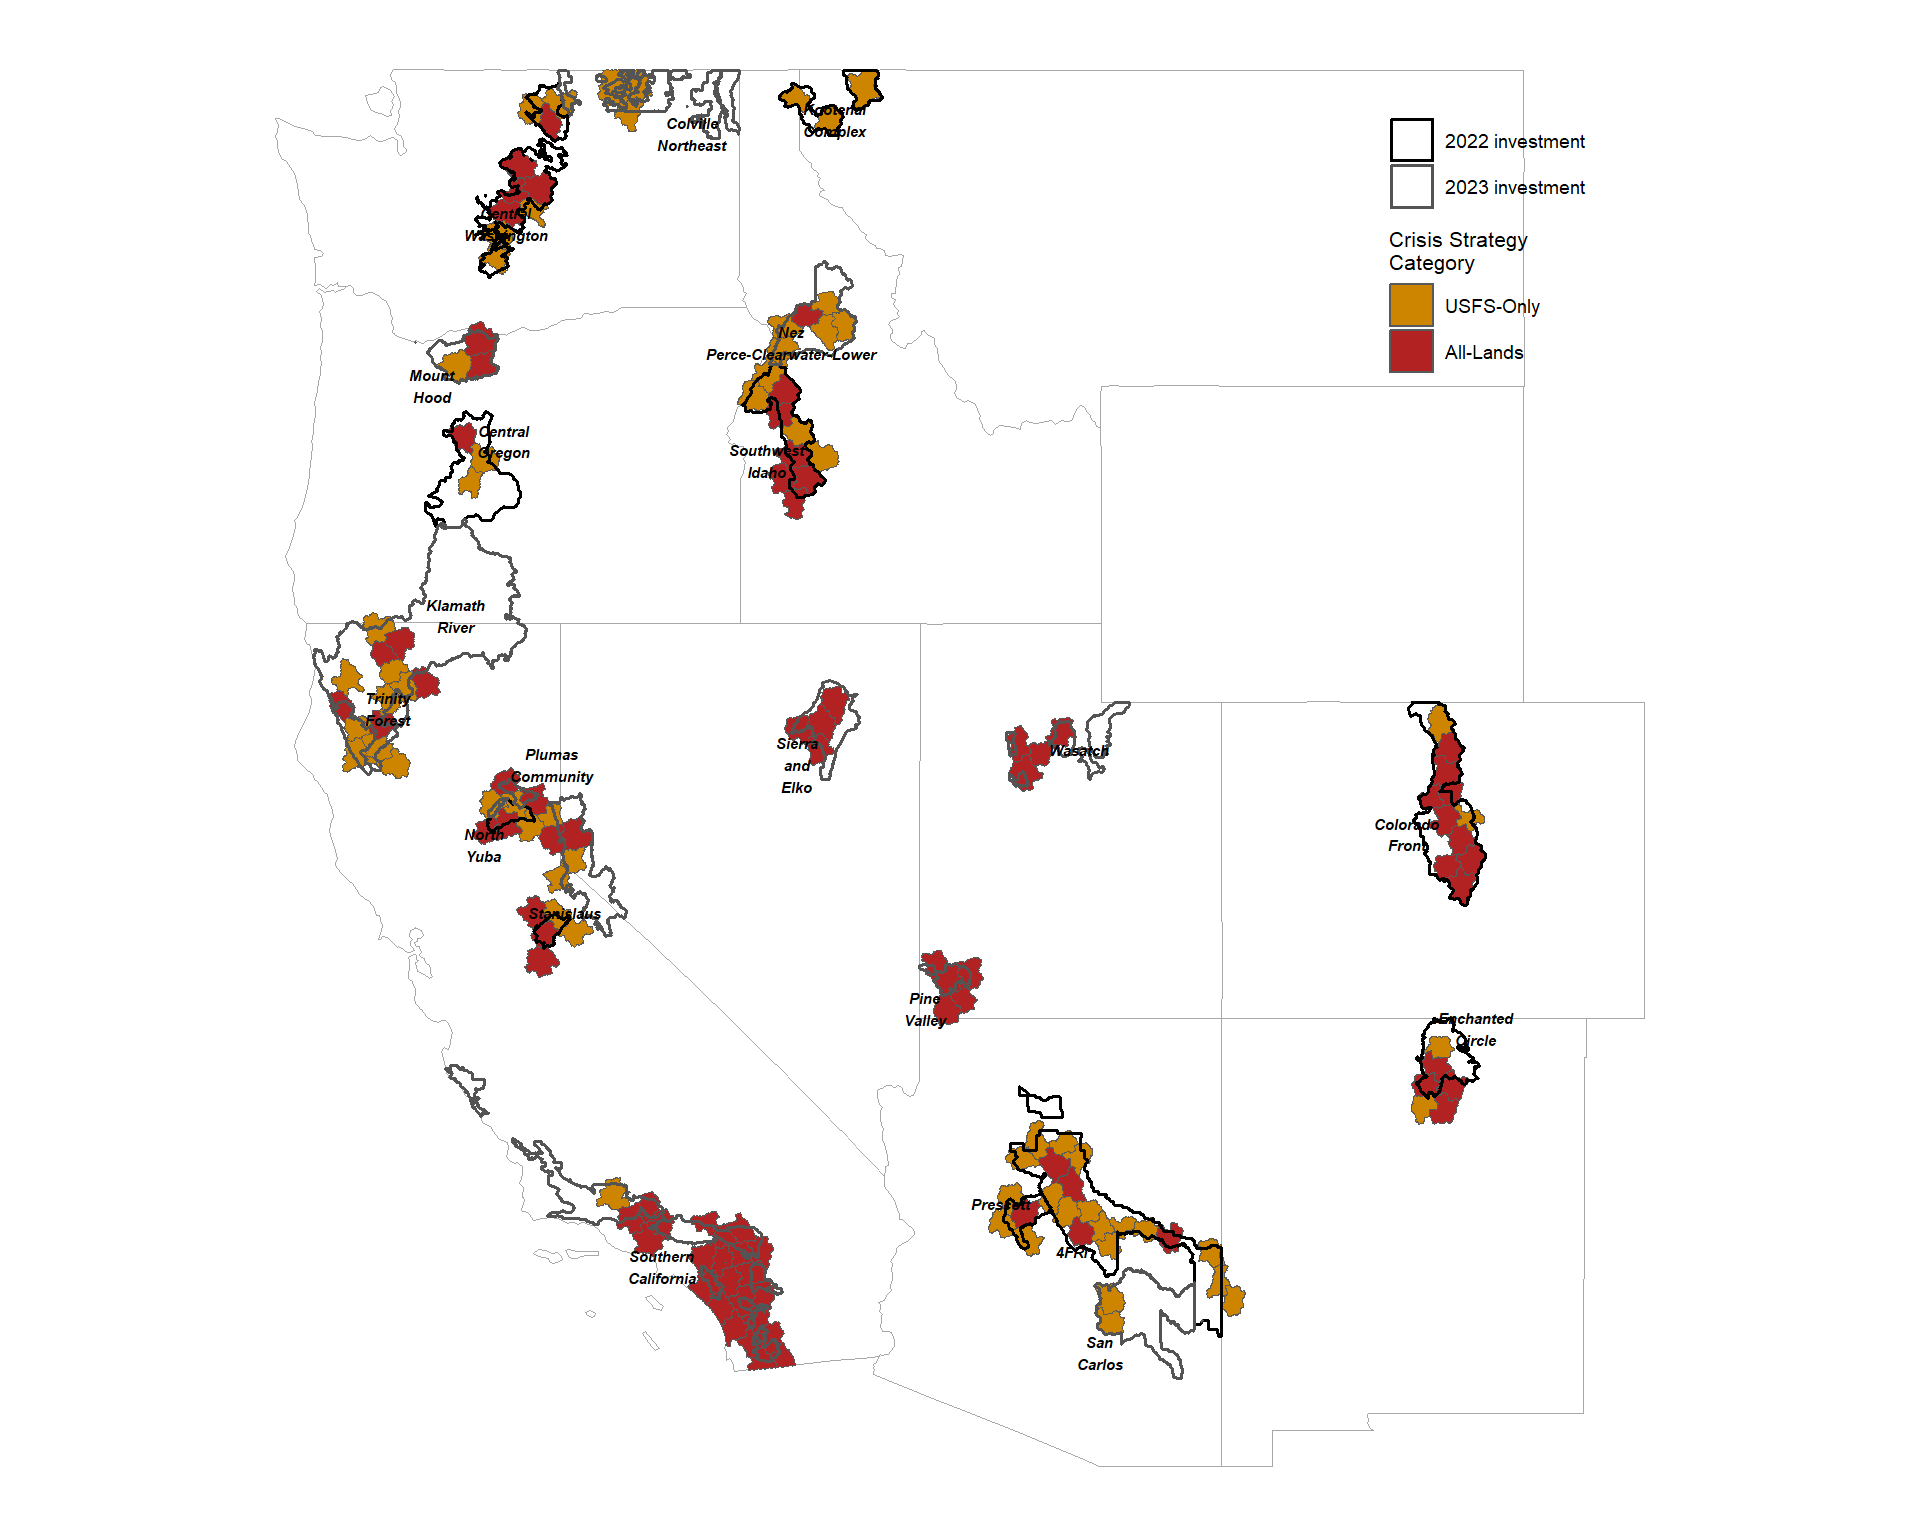 Kootenai
Complex
Colville
Northeast
2022 investment
2023 investment
Crisis Strategy
Category
USFS-Only
All-Lands
Central
Washington
Nez
Perce-Clearwater-Lower
Mount
Hood
Central
Oregon
Southwest
Idaho
Klamath
River
Trinity
Forest
Plumas
Community
Sierra
and
Elko
Wasatch
North
Yuba
Colorado
Front
Stanislaus
Pine
Valley
Enchanted
Circle
Prescott
4FRI
Southern
California
San
Carlos